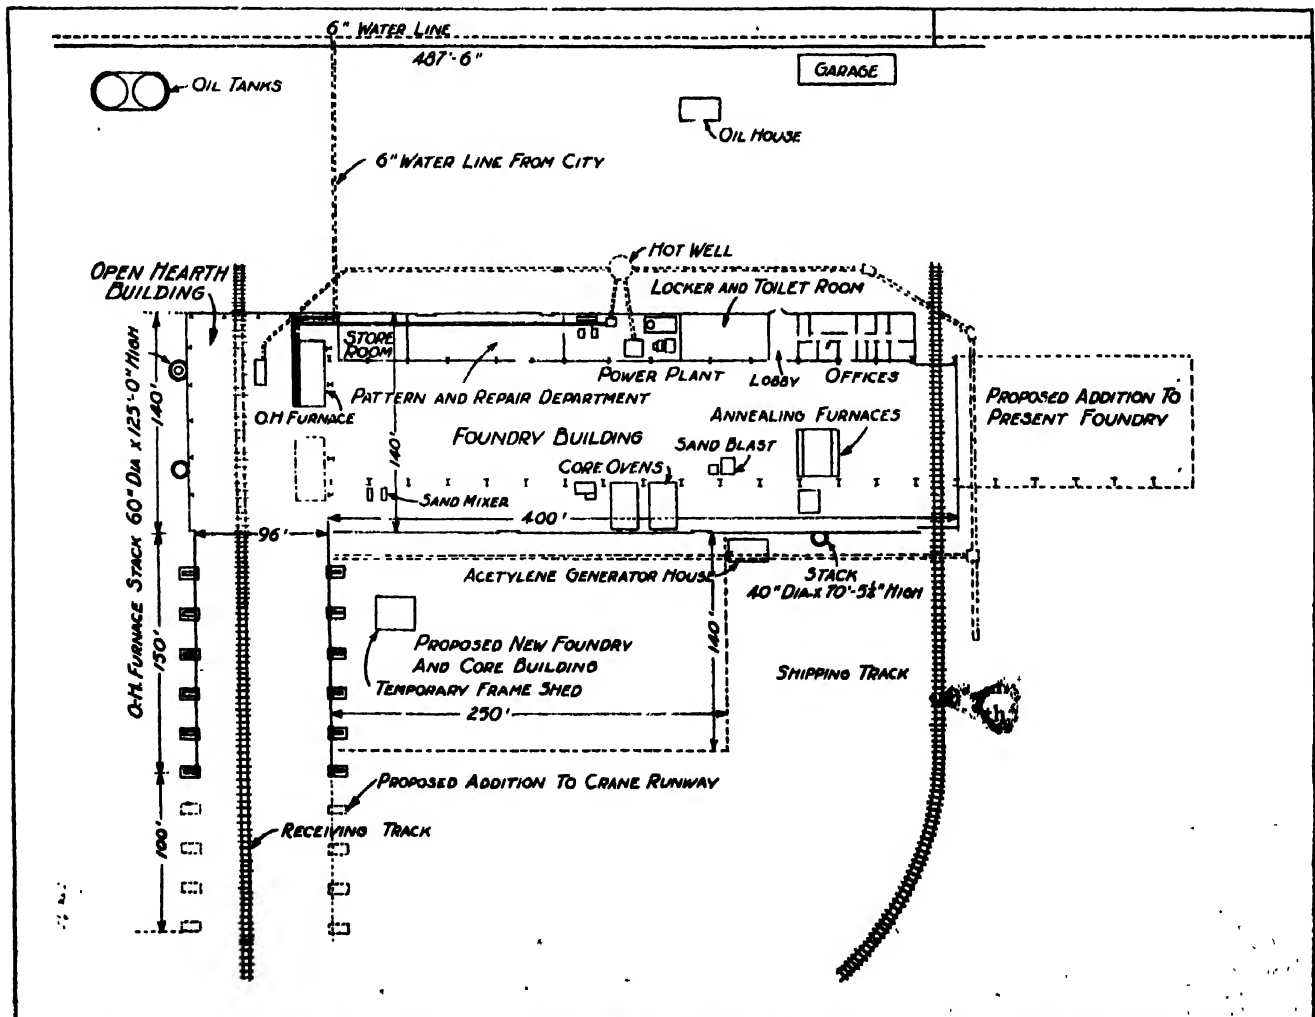 6" WATER LINE
487'-6"
GARAGE
OIL TANKS
OIL HOUSE
6" WATER LINE FROM CITY
HOT WELL
OPEN HEARTH
BUILDING
LOCKER AND TOILET ROOM
STORE
ROOM
POWER PLANT
LOBBY
OFFICES
O.H. FURNACE
PATTERN AND REPAIR DEPARTMENT
PROPOSED ADDITION TO
PRESENT FOUNDRY
ANNEALING FURNACES
FOUNDRY BUILDING
SAND BLAST
CORE OVENS
SAND MIXER
140'
140'
400'
96'
O.H. FURNACE STACK 60" DIA X 125'-0" HIGH
ACETYLENE GENERATOR HOUSE
STACK
40" DIA. X 70'-5¼" HIGH
PROPOSED NEW FOUNDRY
AND CORE BUILDING
TEMPORARY FRAME SHED
140'
150'
SHIPPING TRACK
250'
PROPOSED ADDITION TO CRANE RUNWAY
RECEIVING TRACK
100'